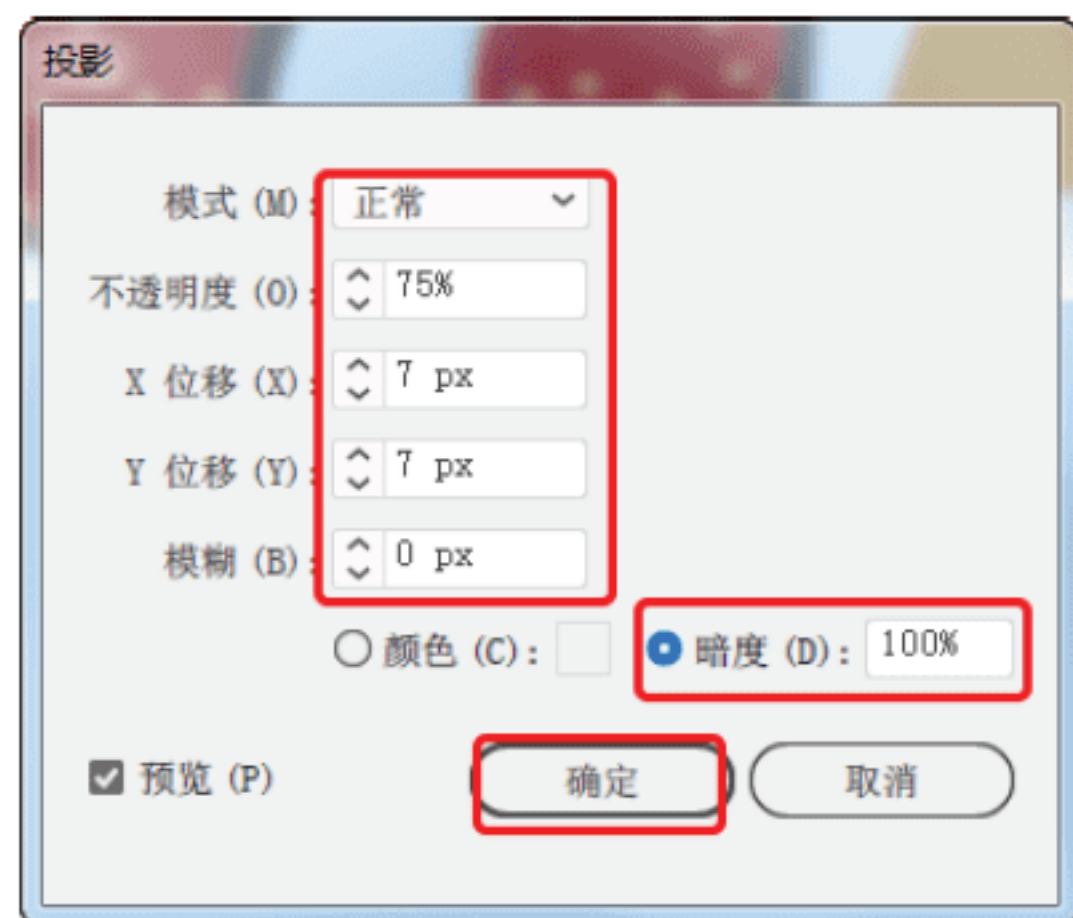 投影
模式 (M): 正常
不透明度 (O): 75%
X 位移 (X): 7 px
Y 位移 (Y): 7 px
模糊 (B): 0 px
颜色 (C): 暗度 (D): 100%
预览 (P) 确定 取消